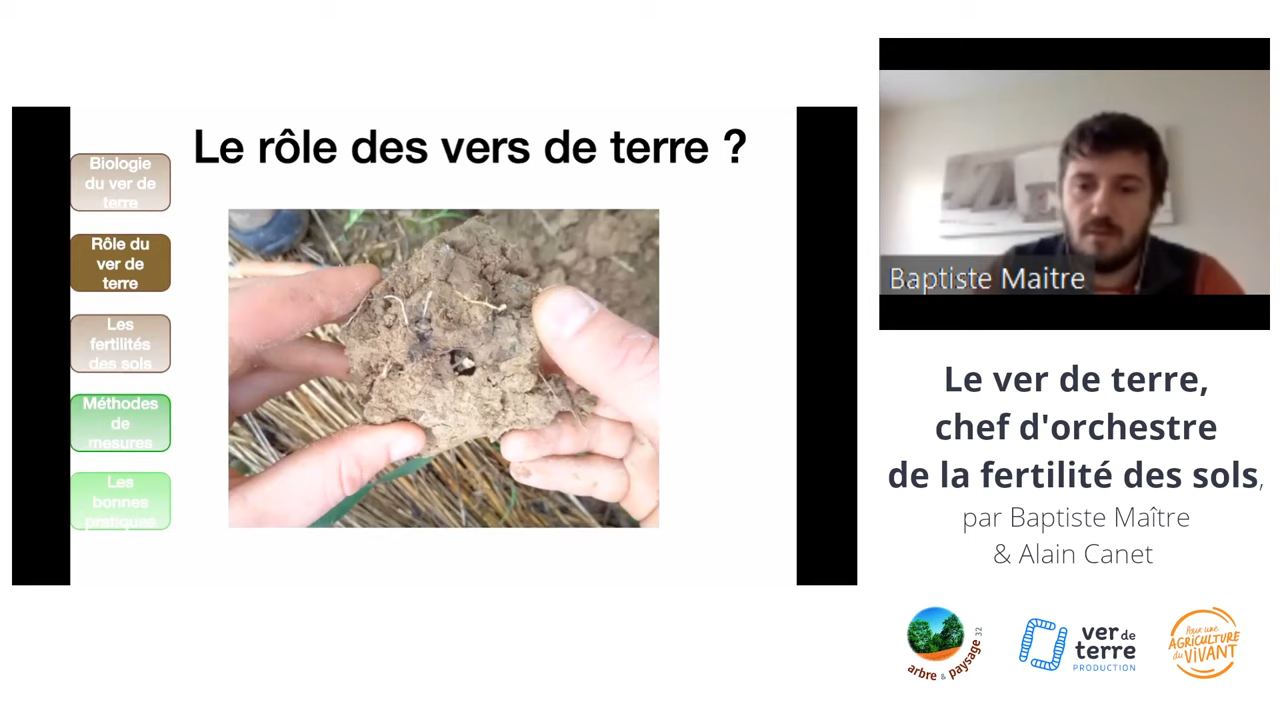 Le rôle des vers de terre ?
Biologie
du ver de
terre
Rôle du
ver de
terre
Les
fertilités
des sols
Méthodes
de
mesures
Les
bonnes
pratiques
Baptiste Maitre
Le ver de terre,
chef d'orchestre
de la fertilité des sols,
par Baptiste Maître
& Alain Canet
arbre & paysage 32
ver de
terre
PRODUCTION
Pour une
AGRICULTURE
du VIVANT